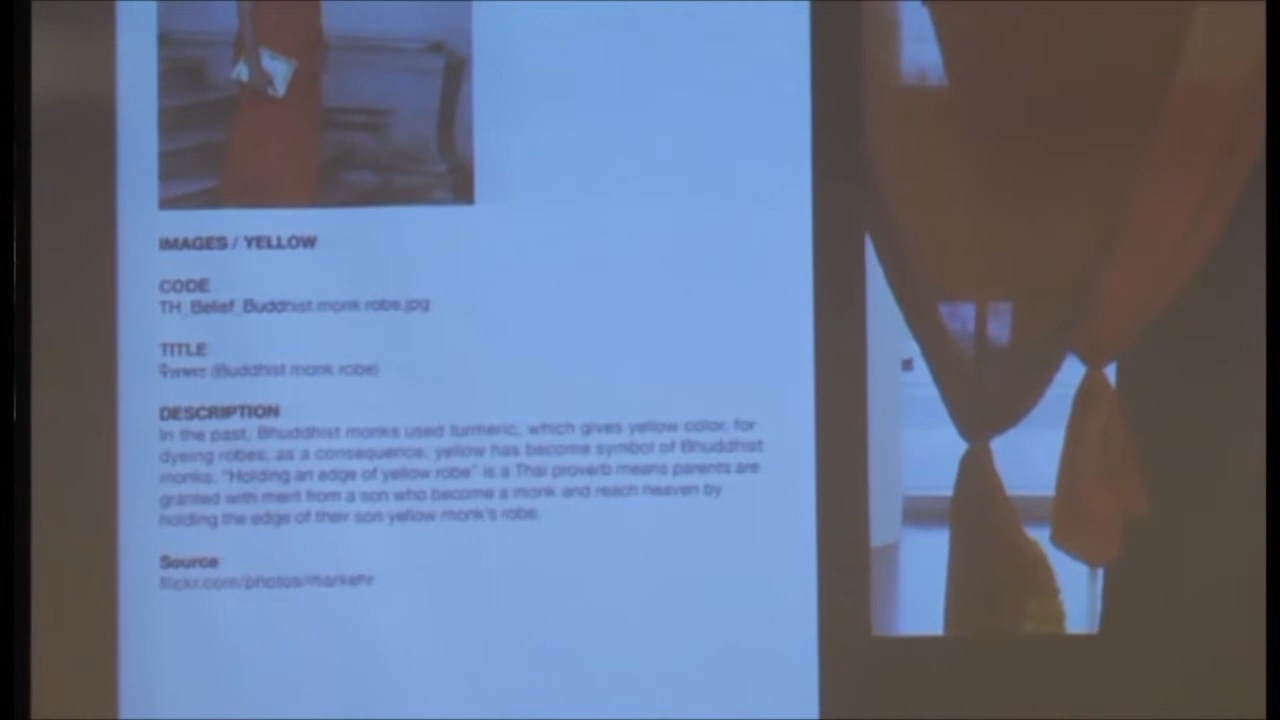 IMAGES / YELLOW
CODE
TH_Belief_Buddhist monk robe.jpg
TITLE
(Buddhist monk robe)
DESCRIPTION
In the past, Bhuddhist monks used turmeric, which gives yellow color, for
dyeing robes, as a consequence, yellow has become symbol of Bhuddhist
monks. "Holding an edge of yellow robe" is a Thai proverb means parents are
granted with merit from a son who become a monk and reach heaven by
holding the edge of their son yellow monk's robe.
Source
flickr.com/photos/markehr